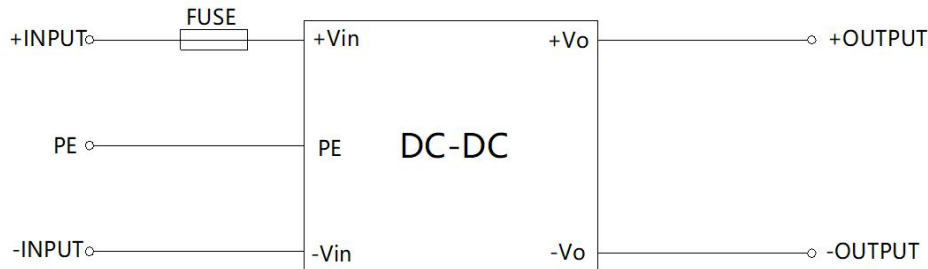 FUSE
+INPUT +Vin +Vo +OUTPUT
PE PE DC-DC
-INPUT -Vin -Vo -OUTPUT